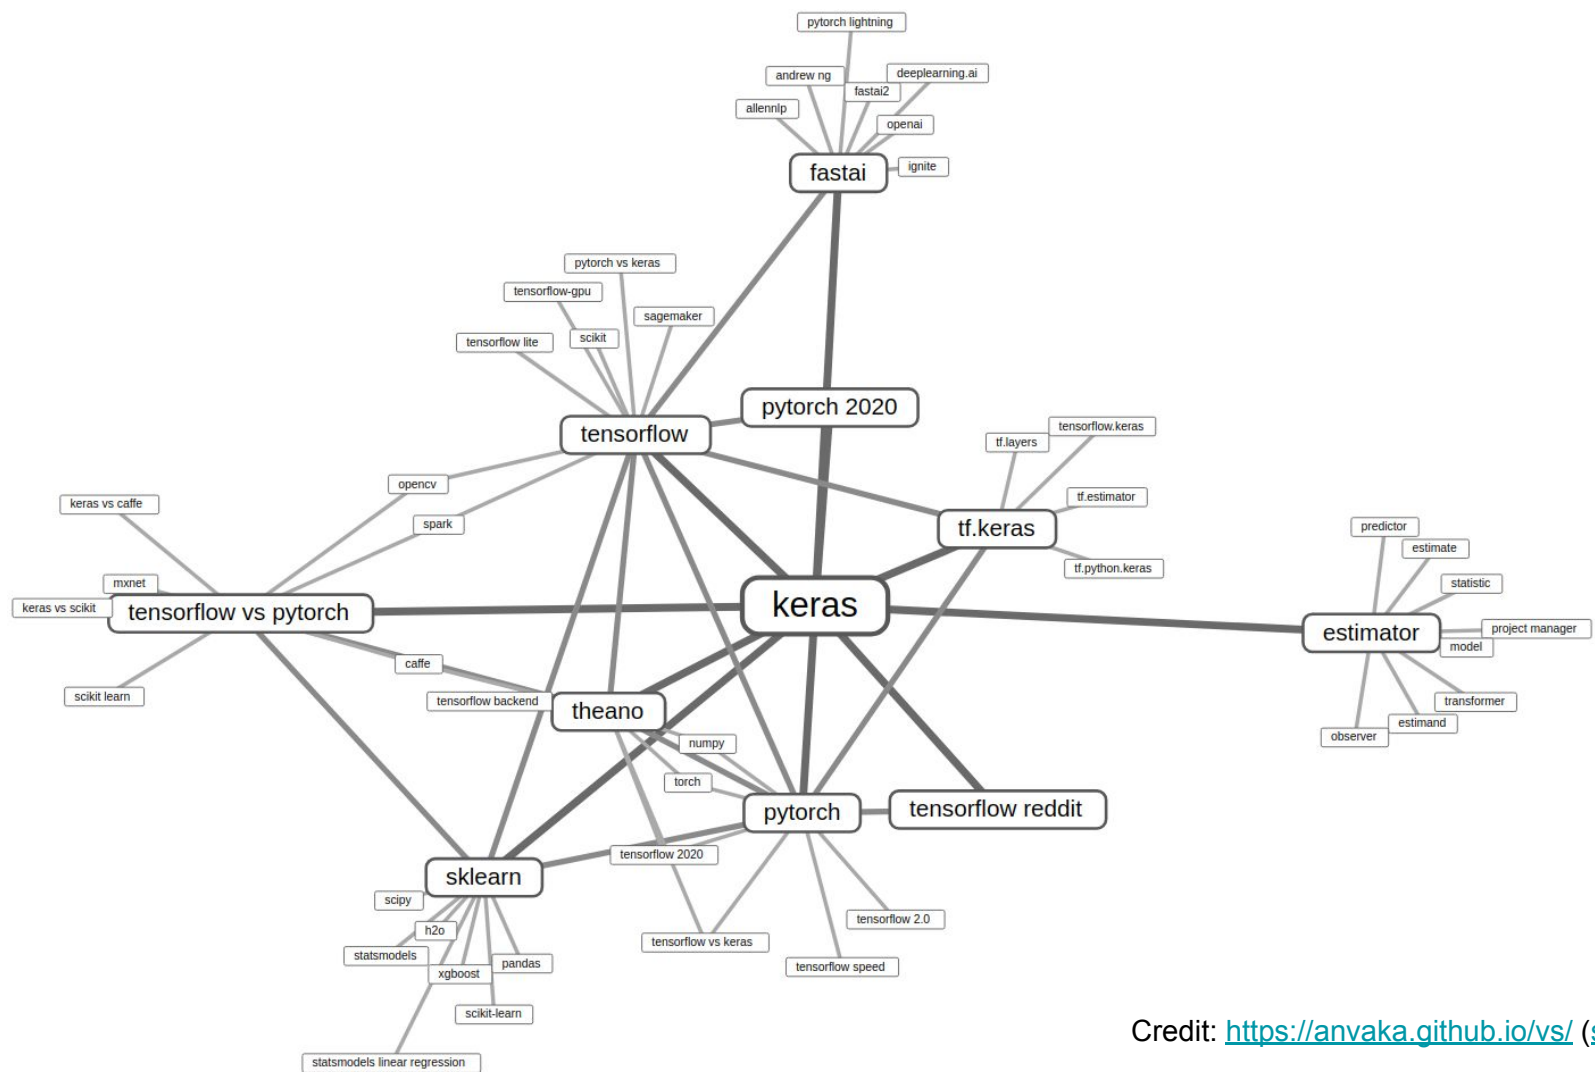 pytorch lightning
andrew ng
deeplearning.ai
fastai2
allennlp
openai
ignite
fastai
pytorch vs keras
tensorflow-gpu
sagemaker
scikit
tensorflow lite
pytorch 2020
tensorflow
tensorflow.keras
tf.layers
opencv
tf.estimator
keras vs caffe
spark
tf.keras
predictor
estimate
tf.python.keras
mxnet
statistic
keras
keras vs scikit
tensorflow vs pytorch
project manager
estimator
model
caffe
scikit learn
tensorflow backend
transformer
theano
estimand
observer
numpy
torch
tensorflow reddit
pytorch
tensorflow 2020
sklearn
scipy
tensorflow 2.0
h2o
tensorflow vs keras
statsmodels
pandas
tensorflow speed
xgboost
scikit-learn
Credit: https://anvaka.github.io/vs/ (
statsmodels linear regression